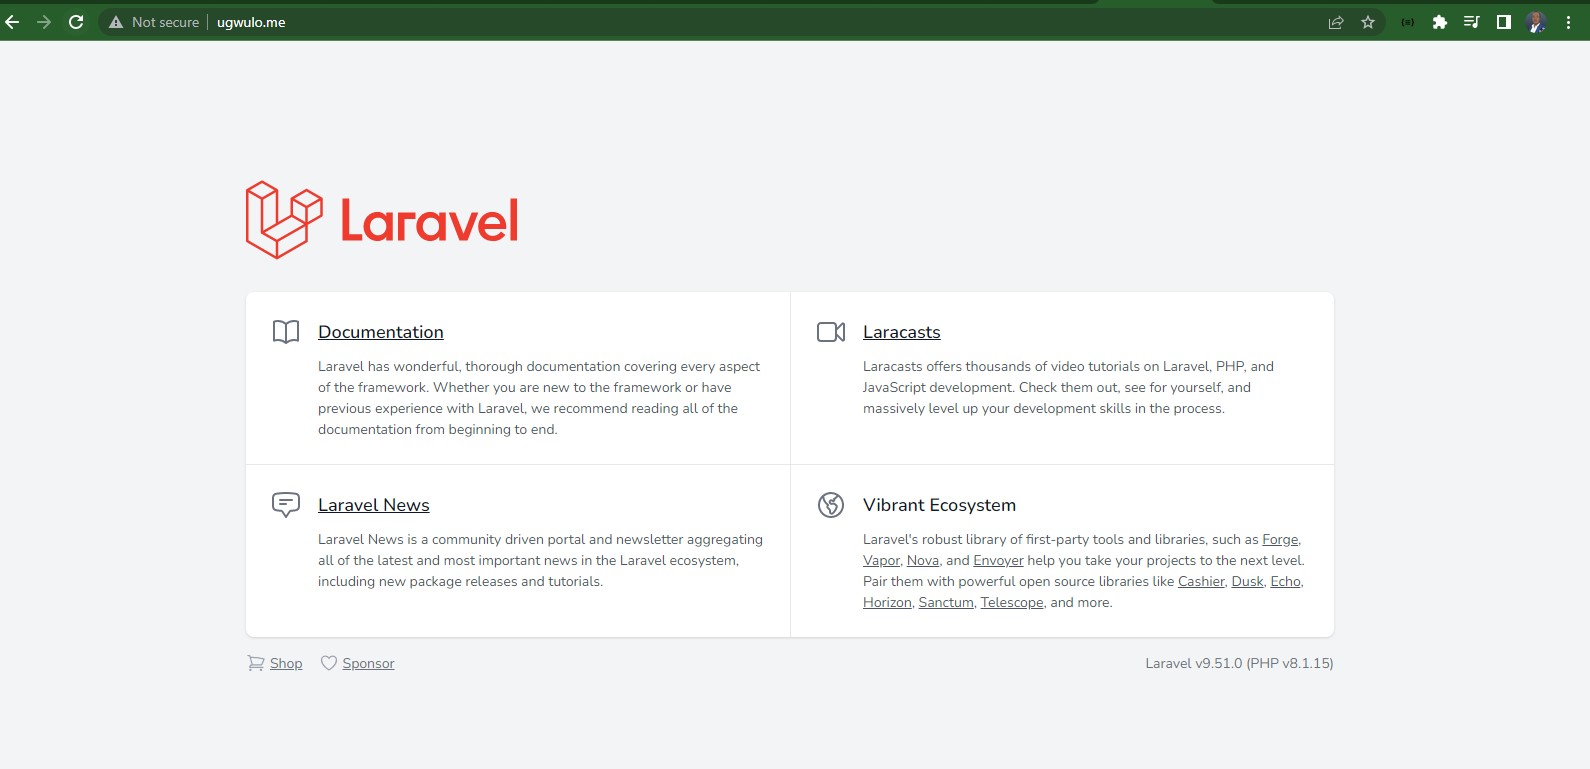 Not secure
ugwulo.me
Laravel
Documentation
Laravel has wonderful, thorough documentation covering every aspect
of the framework. Whether you are new to the framework or have
previous experience with Laravel, we recommend reading all of the
documentation from beginning to end.
Laracasts
Laracasts offers thousands of video tutorials on Laravel, PHP, and
JavaScript development. Check them out, see for yourself, and
massively level up your development skills in the process.
Laravel News
Laravel News is a community driven portal and newsletter aggregating
all of the latest and most important news in the Laravel ecosystem,
including new package releases and tutorials.
Vibrant Ecosystem
Laravel's robust library of first-party tools and libraries, such as Forge,
Vapor, Nova, and Envoyer help you take your projects to the next level.
Pair them with powerful open source libraries like Cashier, Dusk, Echo,
Horizon, Sanctum, Telescope, and more.
Shop
Sponsor
Laravel v9.51.0 (PHP v8.1.15)